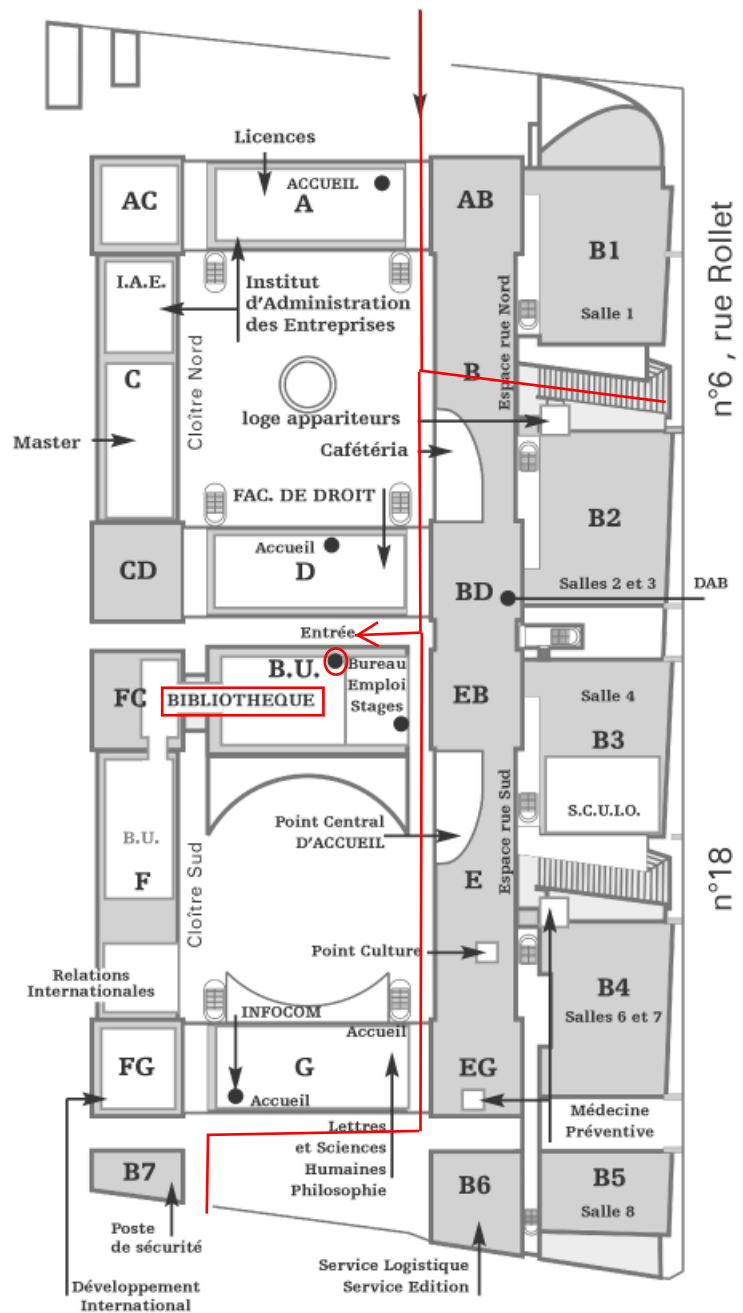 Licences
AC
ACCUEIL
A
AB
B1
Salle 1
n°6 , rue Rollet
I.A.E.
Institut
d'Administration
des Entreprises
Espace rue Nord
Cloître Nord
C
B
loge appariteurs
Master
Cafétéria
FAC. DE DROIT
B2
Accueil
CD
D
BD
Salles 2 et 3
DAB
Entrée
B.U.
Bureau
Emploi
Stages
FC
BIBLIOTHEQUE
EB
Salle 4
B3
S.C.U.I.O.
Espace rue Sud
Point Central
D'ACCUEIL
B.U.
F
Cloître Sud
E
n°18
Point Culture
Relations
Internationales
B4
Salles 6 et 7
INFOCOM
Accueil
FG
G
EG
Accueil
Médecine
Préventive
Lettres
et Sciences
Humaines
Philosophie
B7
B6
B5
Salle 8
Poste
de sécurité
Service Logistique
Service Edition
Développement
International